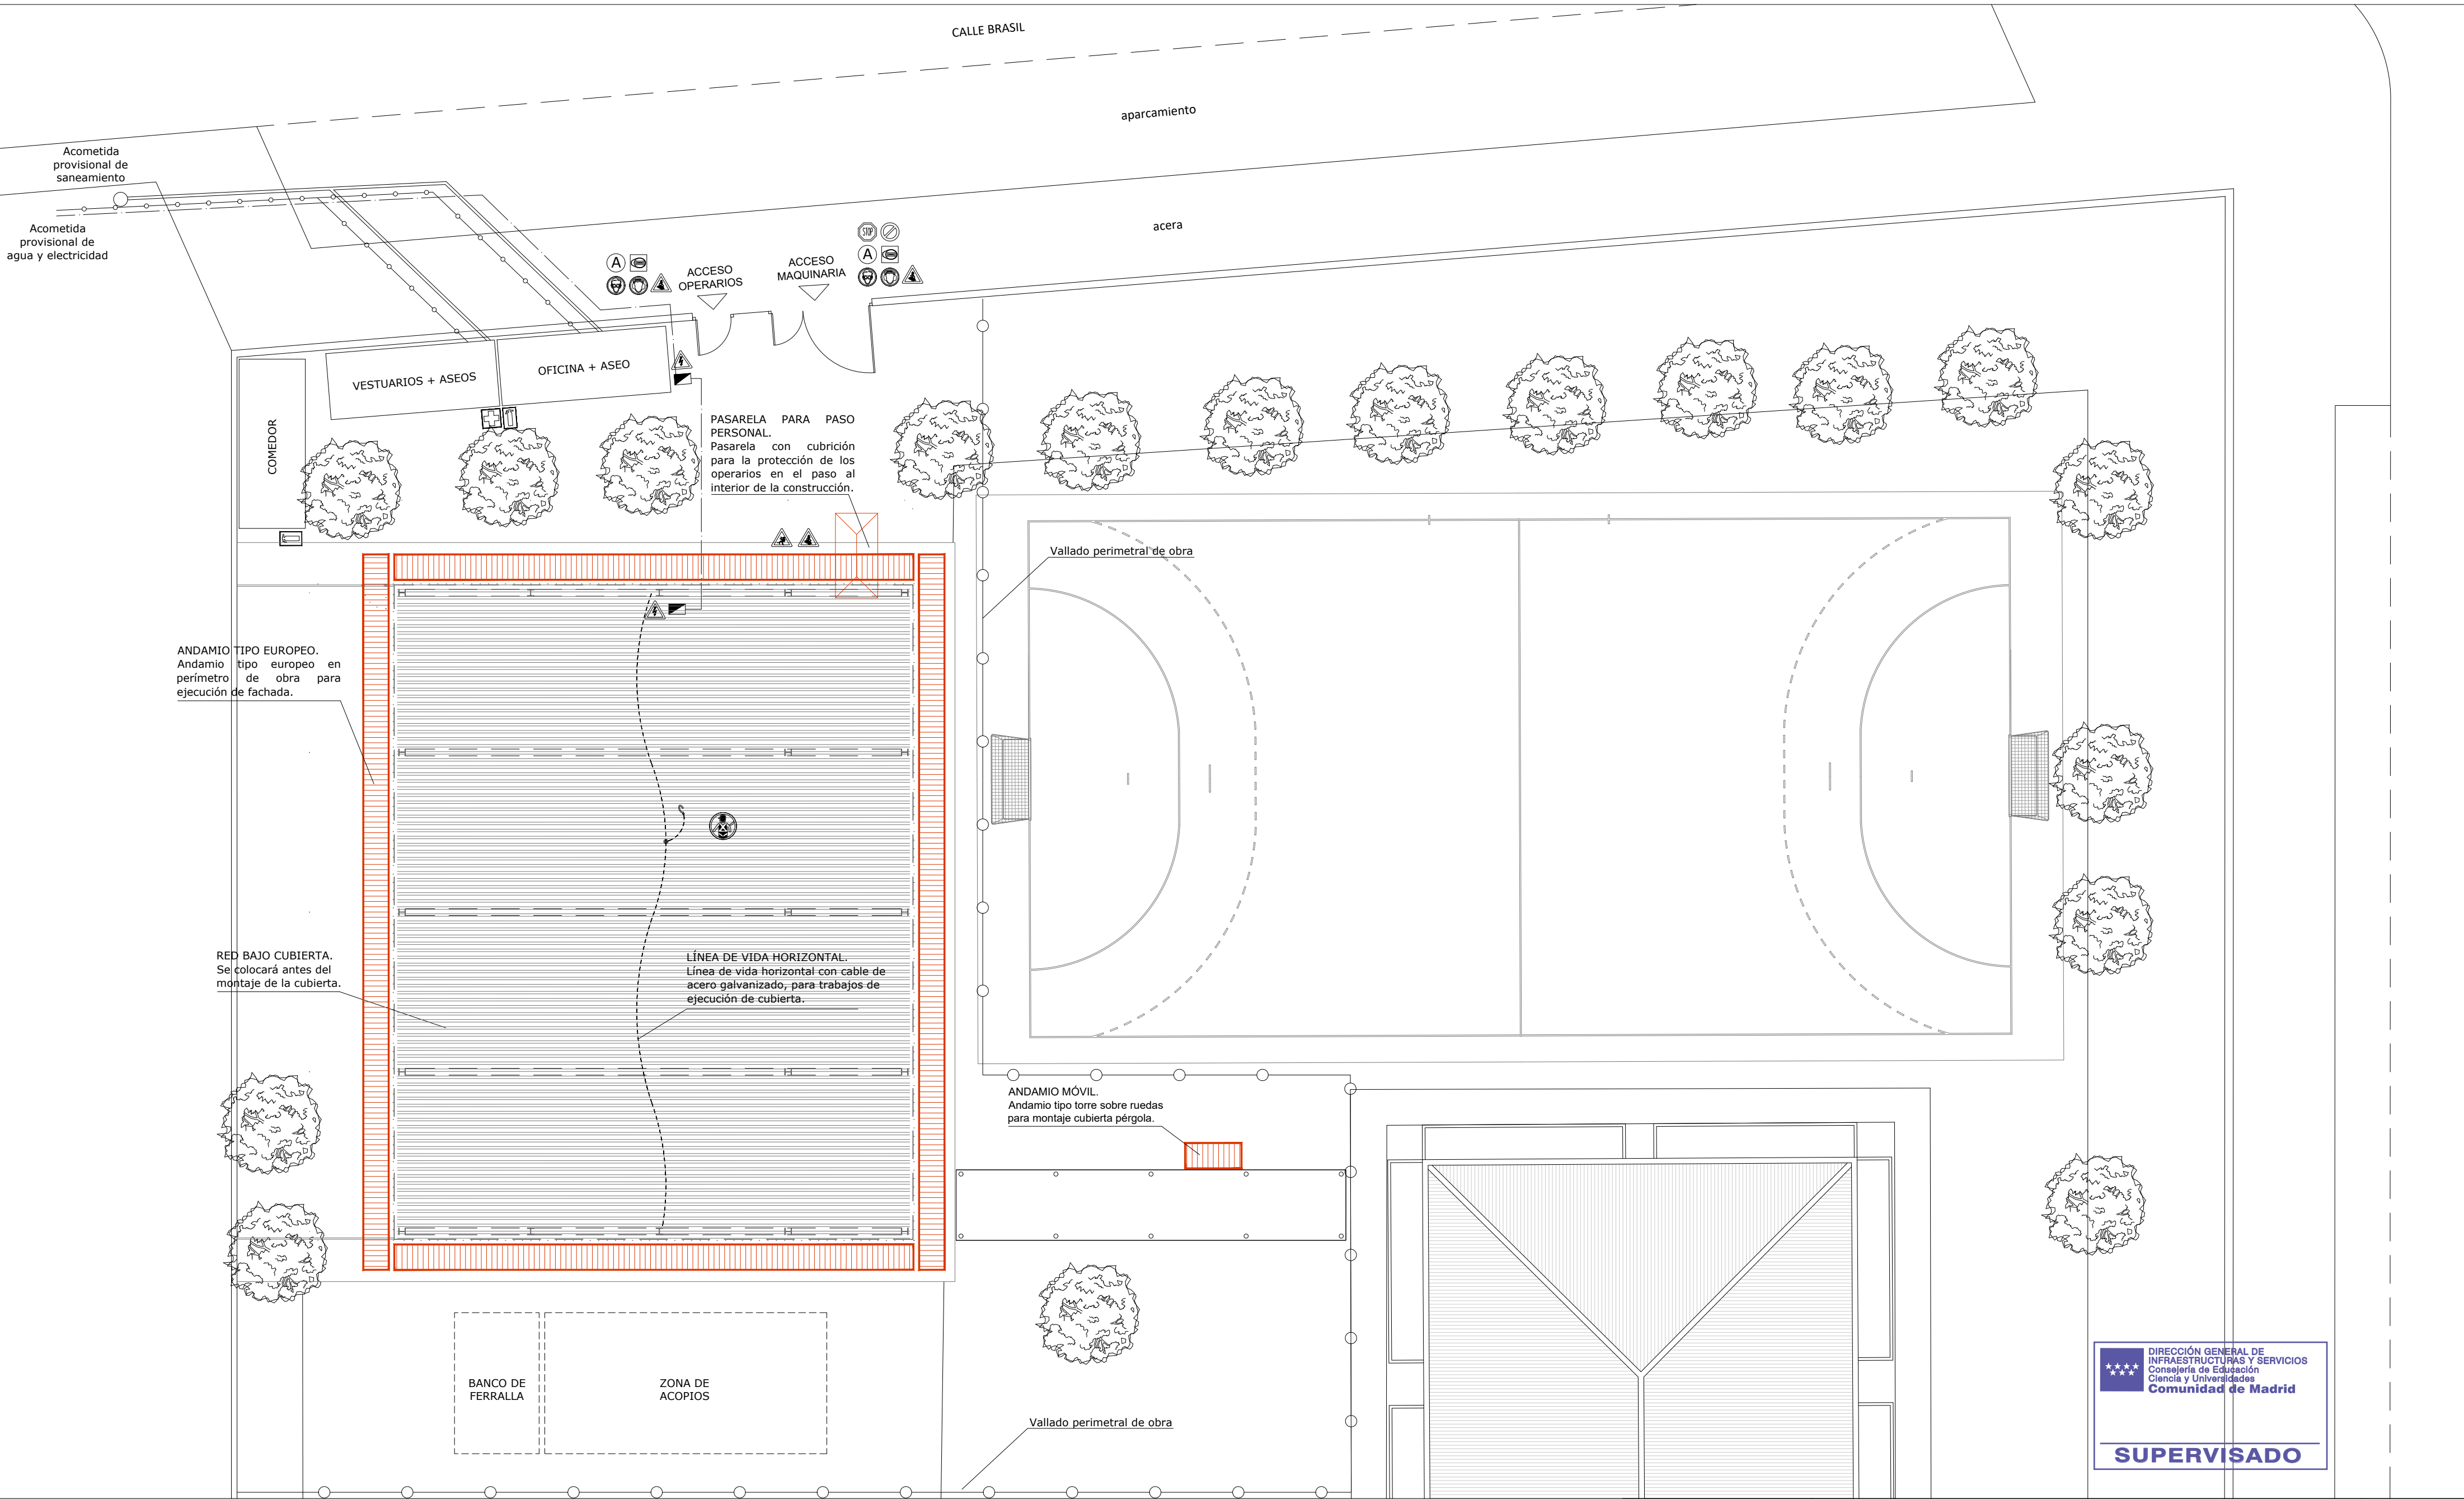 CALLE BRASIL
aparcamiento
acera
Acometida
provisional de
saneamiento
Acometida
provisional de
agua y electricidad
STOP
A
A
ACCESO
OPERARIOS
ACCESO
MAQUINARIA
COMEDOR
VESTUARIOS + ASEOS
OFICINA + ASEO
PASARELA PARA PASO
PERSONAL.
Pasarela con cubrición
para la protección de los
operarios en el paso al
interior de la construcción.
Vallado perimetral de obra
ANDAMIO TIPO EUROPEO.
Andamio tipo europeo en
perímetro de obra para
ejecución de fachada.
RED BAJO CUBIERTA.
Se colocará antes del
montaje de la cubierta.
LÍNEA DE VIDA HORIZONTAL.
Línea de vida horizontal con cable de
acero galvanizado, para trabajos de
ejecución de cubierta.
ANDAMIO MÓVIL.
Andamio tipo torre sobre ruedas
para montaje cubierta pérgola.
BANCO DE
FERRALLA
ZONA DE
ACOPIOS
Vallado perimetral de obra
DIRECCIÓN GENERAL DE
INFRAESTRUCTURAS Y SERVICIOS
Consejería de Educación
Ciencia y Universidades
Comunidad de Madrid
SUPERVISADO